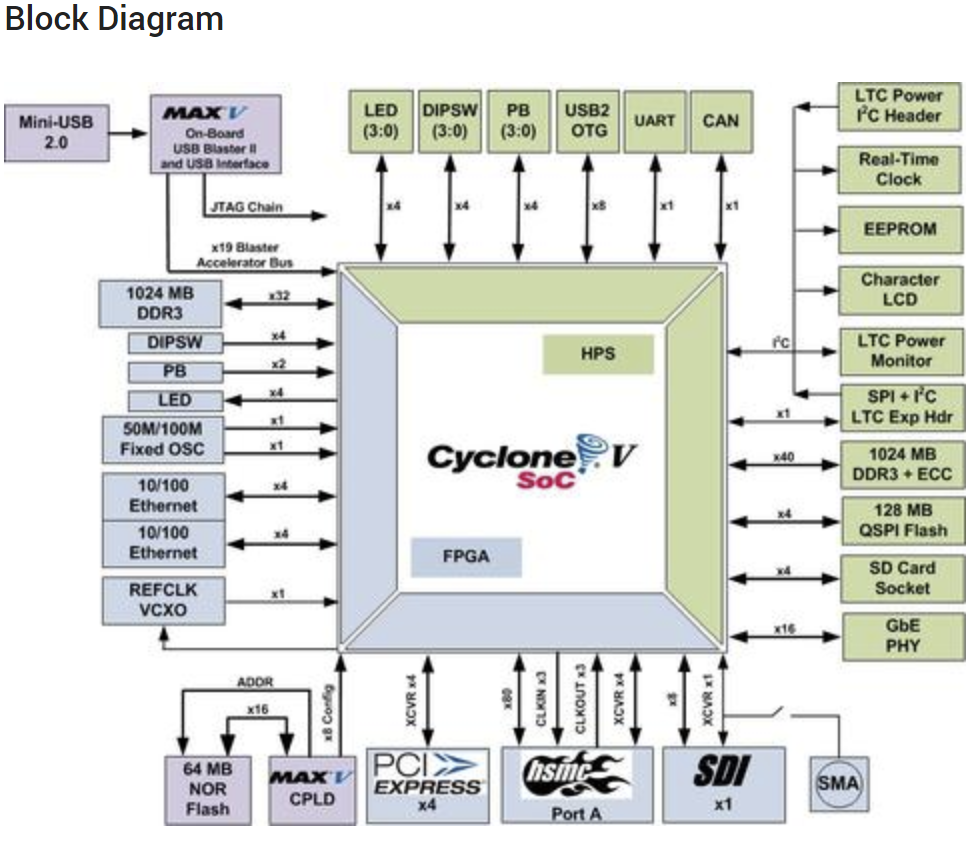 Block Diagram
Mini-USB
2.0
MAX V
On-Board
USB Blaster II
and USB Interface
LED
(3:0)
DIPSW
(3:0)
PB
(3:0)
USB2
OTG
UART
CAN
LTC Power
I²C Header
Real-Time
Clock
EEPROM
Character
LCD
LTC Power
Monitor
SPI + I²C
LTC Exp Hdr
1024 MB
DDR3 + ECC
128 MB
QSPI Flash
SD Card
Socket
GbE
PHY
JTAG Chain
x19 Blaster
Accelerator Bus
x4
x4
x4
x8
x1
x1
I²C
x1
x40
x4
x4
x16
1024 MB
DDR3
x32
DIPSW
x4
PB
x2
LED
x4
50M/100M
Fixed OSC
x1
x1
10/100
Ethernet
x4
10/100
Ethernet
x4
REFCLK
VCXO
x1
HPS
Cyclone V
SoC
FPGA
ADDR
x16
x8 Config
XCVR x4
x80
CLKIN x3
CLKOUT x3
XCVR x4
x8
XCVR x1
64 MB
NOR
Flash
MAX V
CPLD
PCI
EXPRESS
x4
hsmc
Port A
SDI
x1
SMA